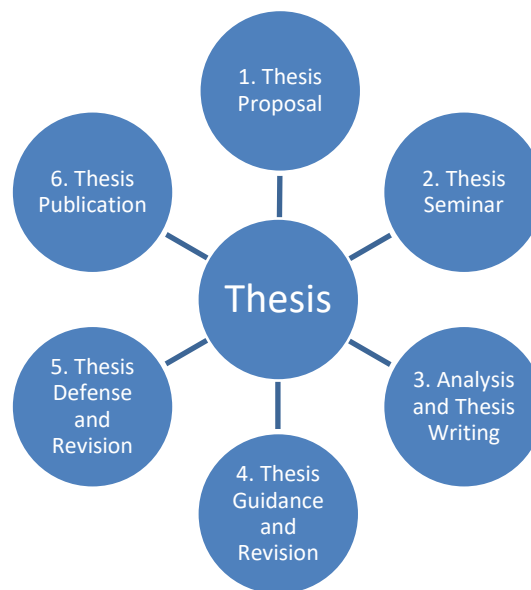 1. Thesis
Proposal
2. Thesis
Seminar
3. Analysis
and Thesis
Writing
4. Thesis
Guidance
and
Revision
5. Thesis
Defense
and
Revision
6. Thesis
Publication
Thesis